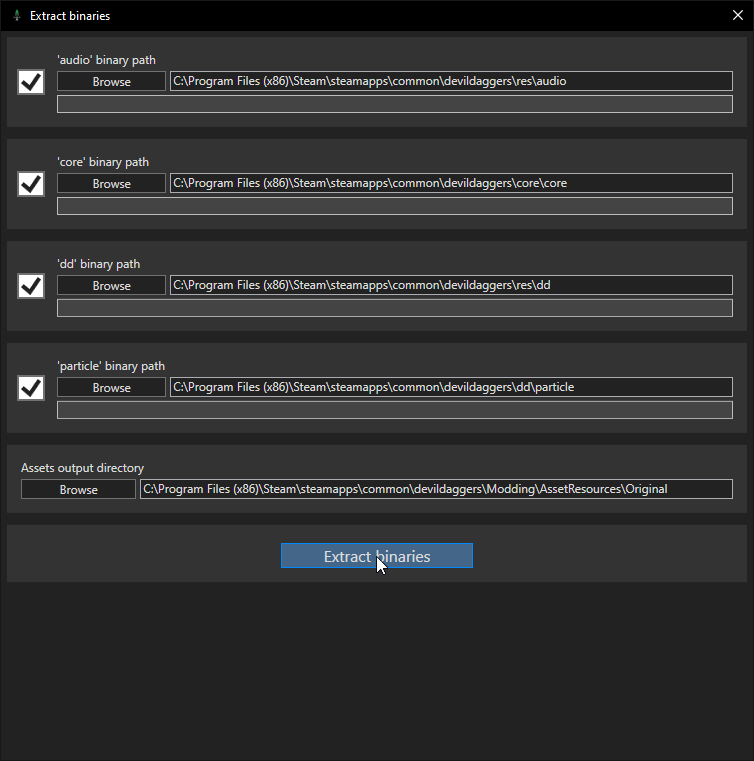 Extract binaries
'audio' binary path
Browse C:\Program Files (x86)\Steam\steamapps\common\devildaggers\res\audio
'core' binary path
Browse C:\Program Files (x86)\Steam\steamapps\common\devildaggers\core\core
'dd' binary path
Browse C:\Program Files (x86)\Steam\steamapps\common\devildaggers\res\dd
'particle' binary path
Browse C:\Program Files (x86)\Steam\steamapps\common\devildaggers\dd\particle
Assets output directory
Browse C:\Program Files (x86)\Steam\steamapps\common\devildaggers\Modding\AssetResources\Original
Extract binaries